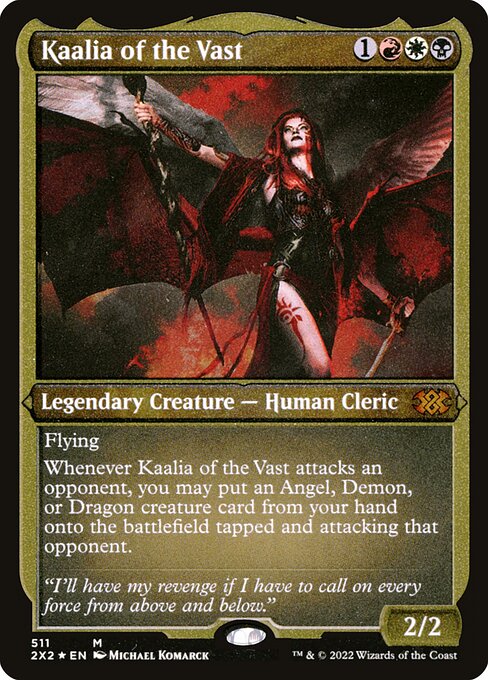 Kaalia of the Vast 1
Legendary Creature — Human Cleric
Flying
Whenever Kaalia of the Vast attacks an
opponent, you may put an Angel, Demon,
or Dragon creature card from your hand
onto the battlefield tapped and attacking that
opponent.
“I’ll have my revenge if I have to call on every
force from above and below.”
2/2
511 M
2X2 ★ EN Michael Komarck ™ & © 2022 Wizards of the Coast